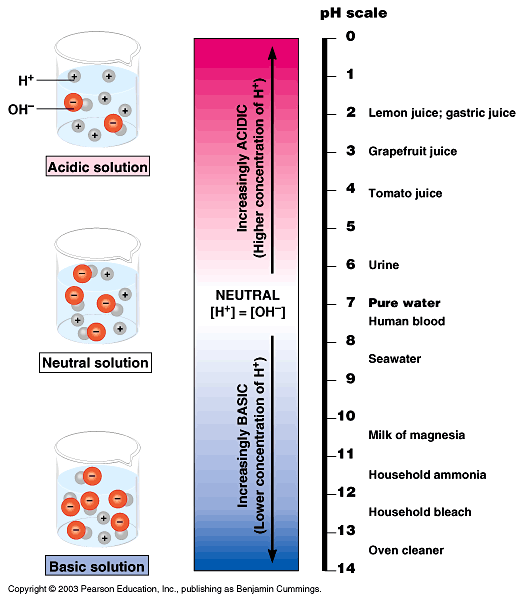 pH scale
H+
OH−
Acidic solution
Neutral solution
Basic solution
Increasingly ACIDIC
(Higher concentration of H+)
NEUTRAL
[H+] = [OH−]
Increasingly BASIC
(Lower concentration of H+)
0
1
2 Lemon juice; gastric juice
3 Grapefruit juice
4 Tomato juice
5
6 Urine
7 Pure water
Human blood
8
Seawater
9
10
Milk of magnesia
11
Household ammonia
12
Household bleach
13
Oven cleaner
14
Copyright © 2003 Pearson Education, Inc., publishing as Benjamin Cummings.